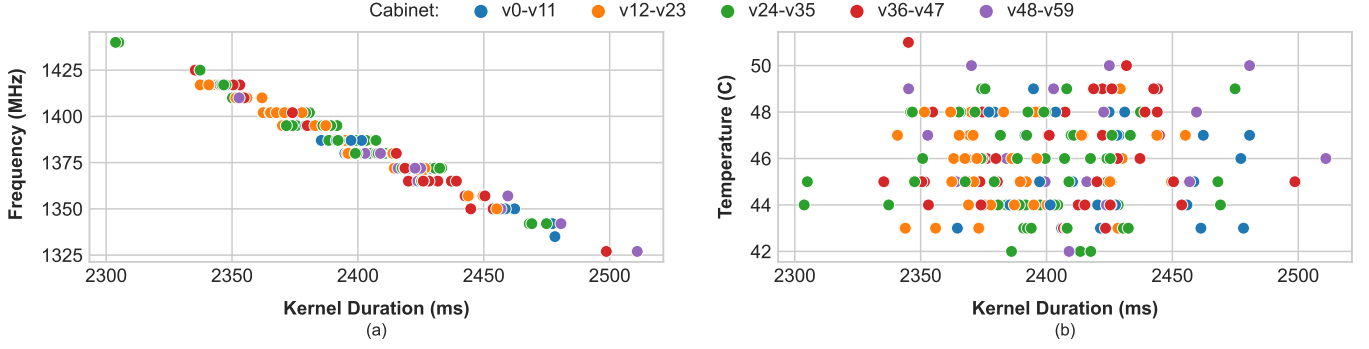 Cabinet: v0-v11 v12-v23 v24-v35 v36-v47 v48-v59
Frequency (MHz)
1425
1400
1375
1350
1325
2300 2350 2400 2450 2500
Kernel Duration (ms)
(a)
Temperature (C)
50
48
46
44
42
2300 2350 2400 2450 2500
Kernel Duration (ms)
(b)